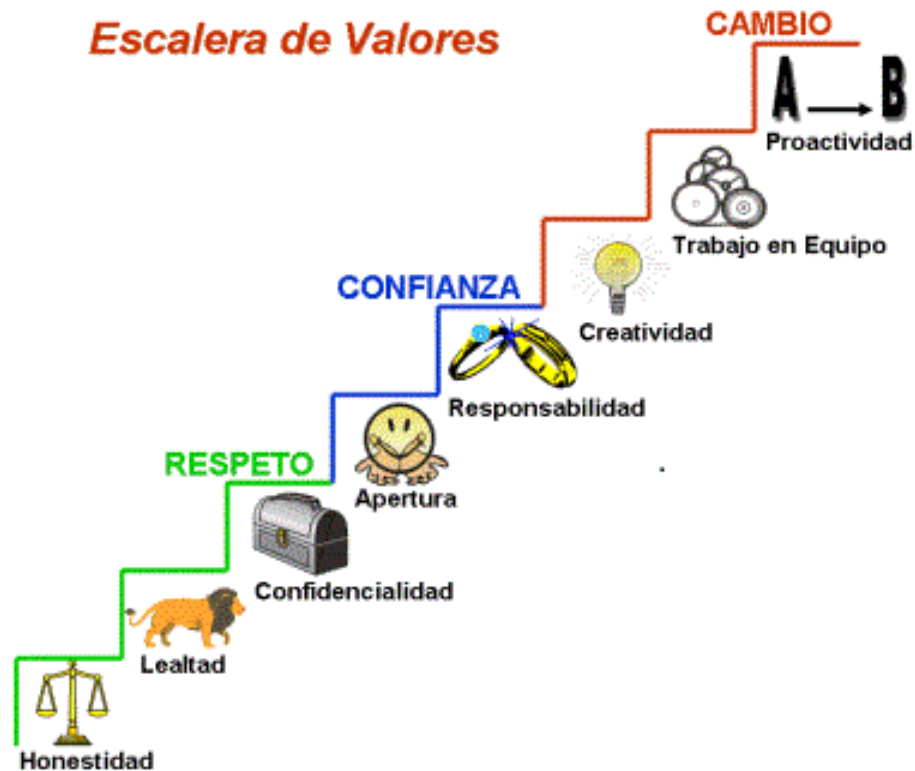 Escalera de Valores
CAMBIO
A B
Proactividad
Trabajo en Equipo
CONFIANZA
Creatividad
Responsabilidad
RESPETO
Apertura
Confidencialidad
Lealtad
Honestidad